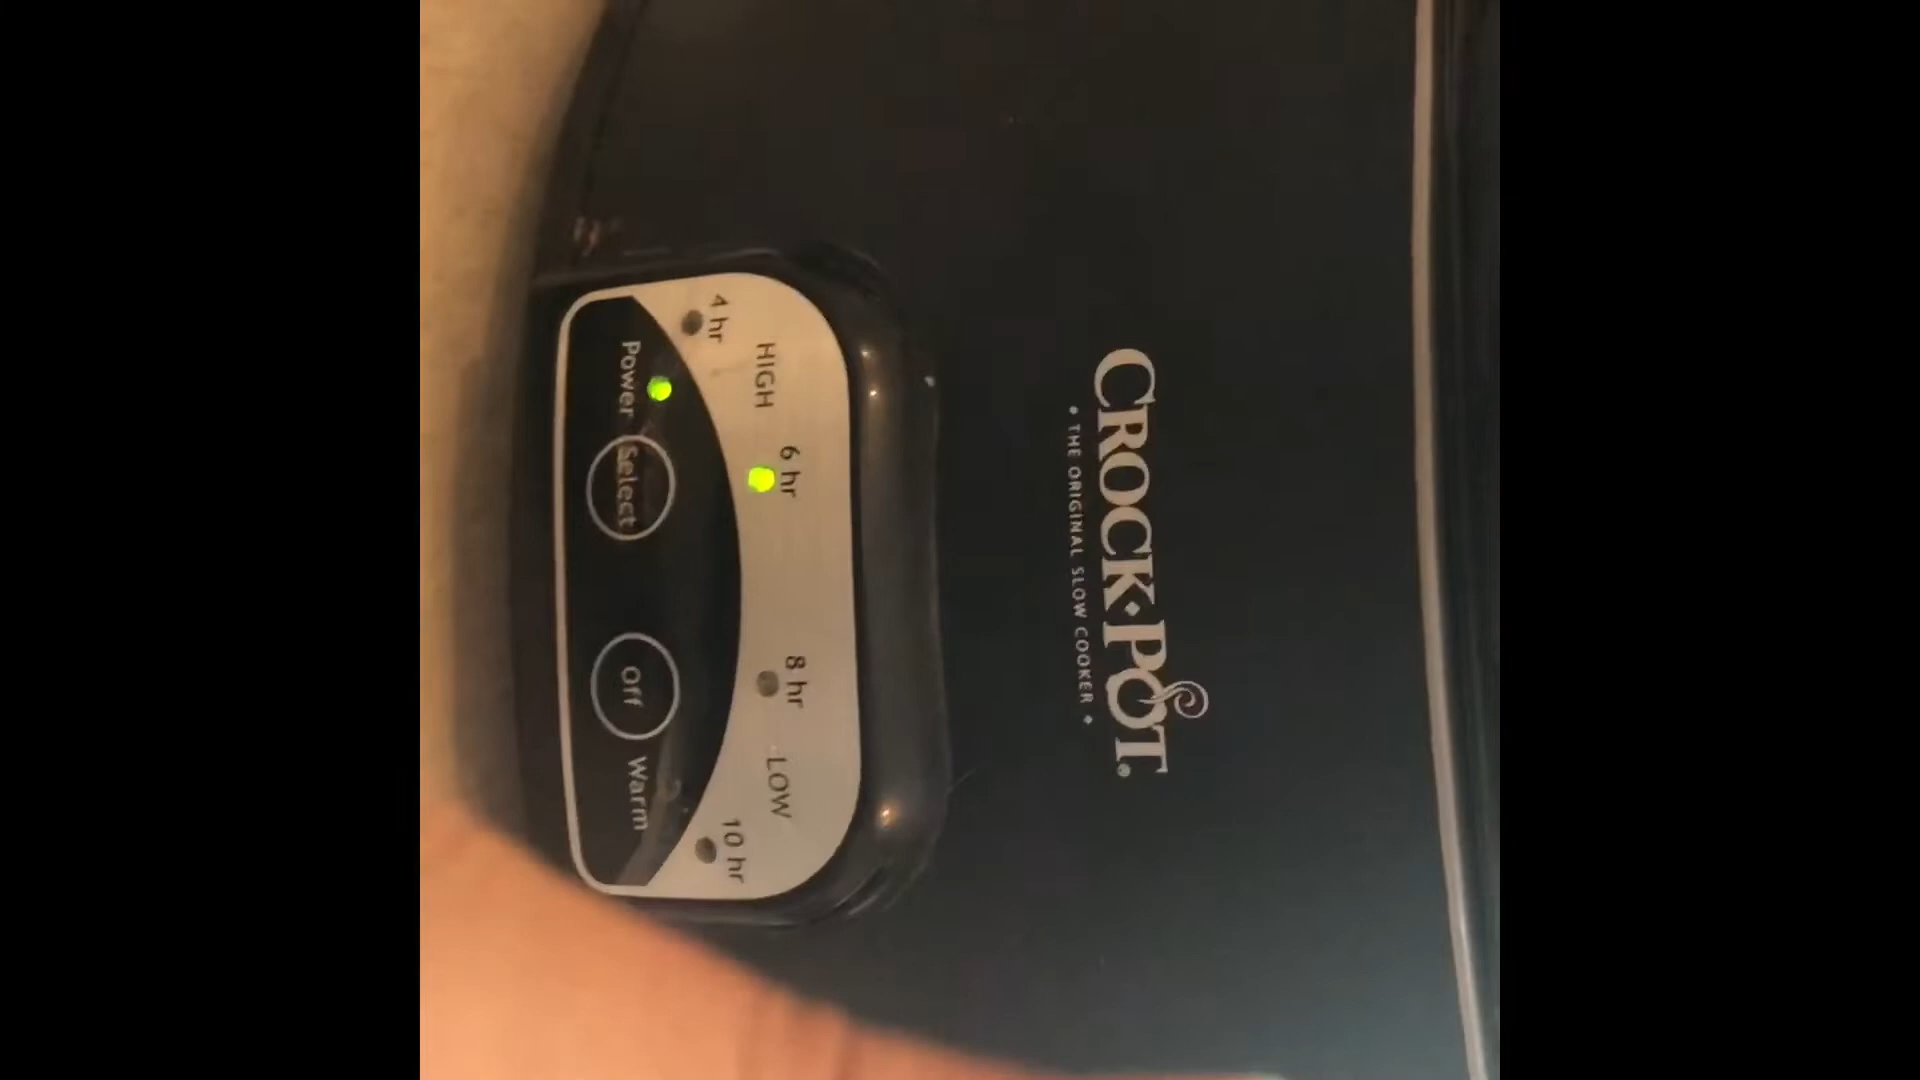 CROCK·POT
• THE ORIGINAL SLOW COOKER •
6 hr 8 hr
HIGH LOW
4 hr 10 hr
Power Select Off Warm